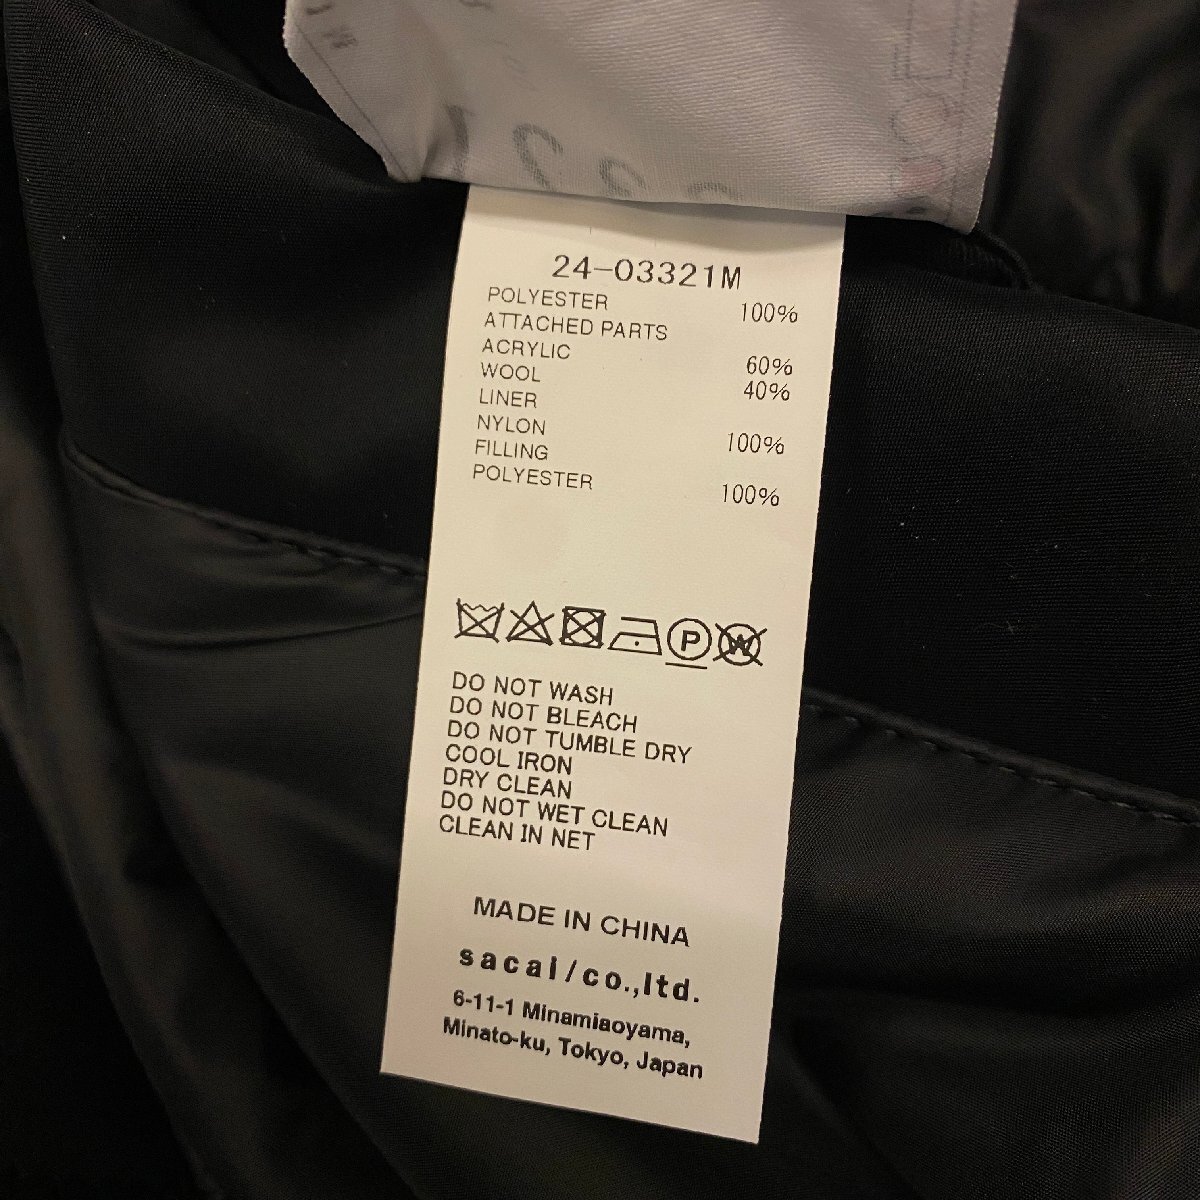 24-03321M
POLYESTER 100%
ATTACHED PARTS
ACRYLIC 60%
WOOL 40%
LINER
NYLON 100%
FILLING
POLYESTER 100%
P W
DO NOT WASH
DO NOT BLEACH
DO NOT TUMBLE DRY
COOL IRON
DRY CLEAN
DO NOT WET CLEAN
CLEAN IN NET
MADE IN CHINA
sacai/co.,ltd.
6-11-1 Minamiaoyama,
Minato-ku, Tokyo, Japan